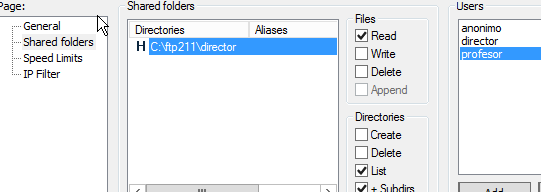 Page:
General
Shared folders
Speed Limits
IP Filter
Shared folders
Directories Aliases
H C:\ftp211\director
Files
Read
Write
Delete
Append
Directories
Create
Delete
List
+ Subdirs
Users
anonimo
director
profesor
Add